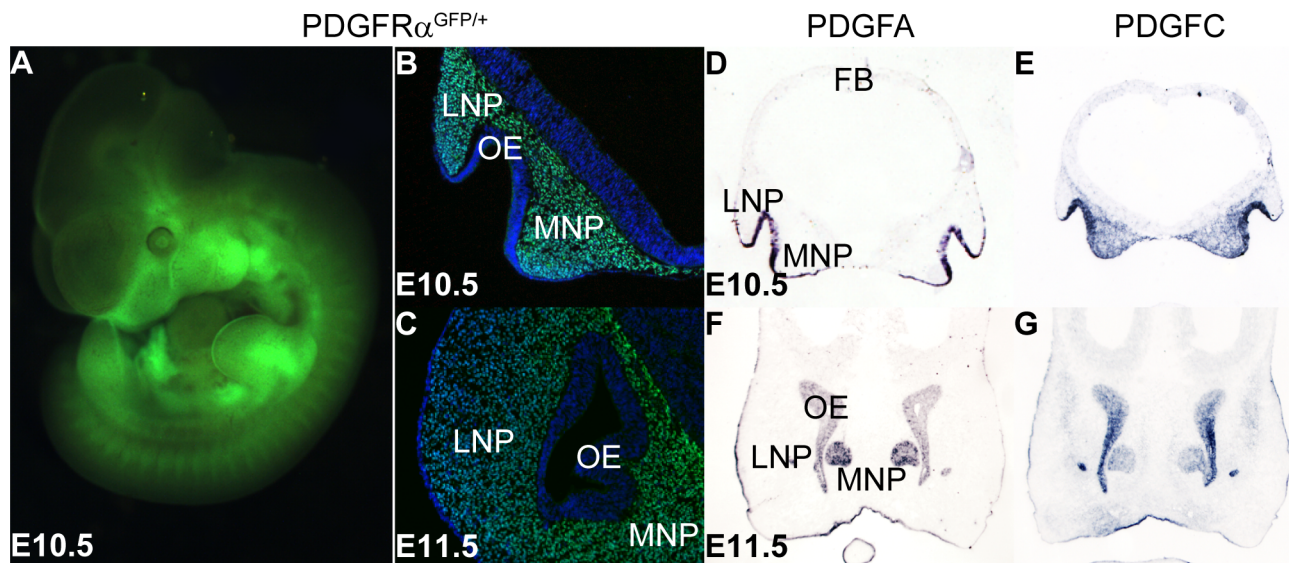 PDGFRα^GFP/+ PDGFA PDGFC
A B D E
LNP FB
OE
LNP
MNP MNP
E10.5 E10.5
C F G
OE
LNP OE LNP
MNP
MNP
E10.5 E11.5 E11.5